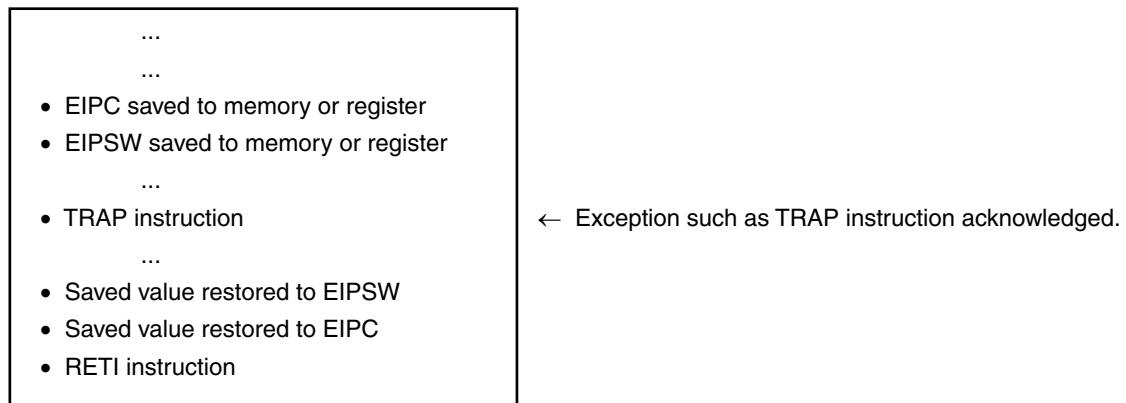 ...
...
• EIPC saved to memory or register
• EIPSW saved to memory or register
...
• TRAP instruction
← Exception such as TRAP instruction acknowledged.
...
• Saved value restored to EIPSW
• Saved value restored to EIPC
• RETI instruction